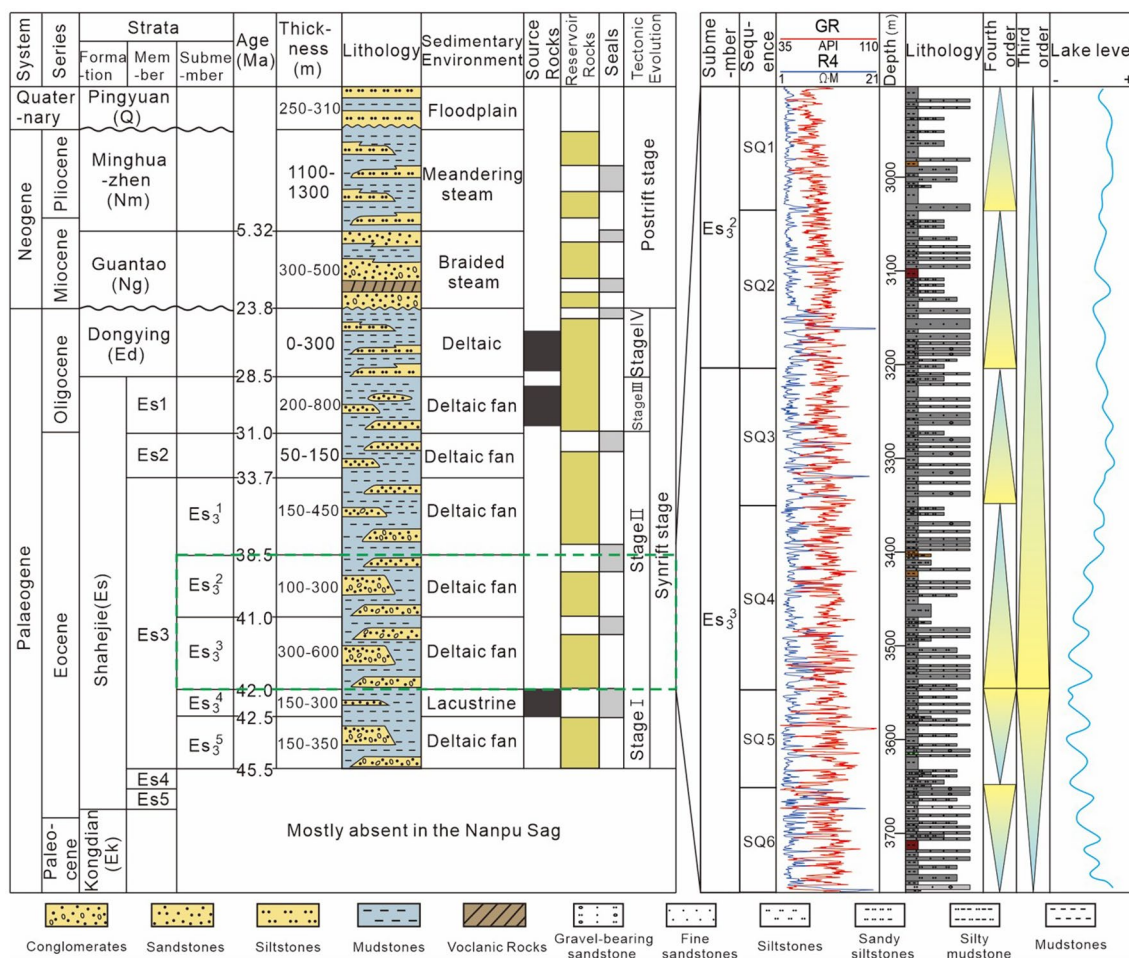 System
Series
Strata
Forma
-tion
Mem
-ber
Subme
-mber
Age
(Ma)
Thick-
ness
(m)
Lithology
Sedimentary
Environment
Source
Rocks
Reservoir
Rocks
Seals
Tectonic
Evolution
Quater
-nary
Pingyuan
(Q)
250-310
Floodplain
Neogene
Pliocene
Minghua
-zhen
(Nm)
1100-
1300
Meandering
steam
Postrift stage
5.32
Miocene
Guantao
(Ng)
300-500
Braided
steam
23.8
Palaeogene
Oligocene
Dongying
(Ed)
0-300
Deltaic
Stage Ⅳ
28.5
Shahejie(Es)
Es1
200-800
Deltaic fan
Stage Ⅲ
Synrift stage
31.0
Eocene
Es2
50-150
Deltaic fan
Stage Ⅱ
33.7
Es3
Es₃¹
150-450
Deltaic fan
38.5
Es₃²
100-300
Deltaic fan
41.0
Es₃³
300-600
Deltaic fan
42.0
Es₃⁴
150-300
Lacustrine
Stage Ⅰ
42.5
Es₃⁵
150-350
Deltaic fan
45.5
Es4
Es5
Paleo-
cene
Kongdian
(Ek)
Mostly absent in the Nanpu Sag
Subme
-mber
Sequ-
ence
GR
35 API 110
R4
1 Ω·M 21
Depth (m)
Lithology
Fourth
order
Third
order
Lake level
- +
Es₃²
SQ1
3000
SQ2
3100
3200
Es₃³
SQ3
3300
SQ4
3400
3500
SQ5
3600
SQ6
3700
Conglomerates
Sandstones
Siltstones
Mudstones
Voclanic Rocks
Gravel-bearing
sandstone
Fine
sandstones
Siltstones
Sandy
siltstones
Silty
mudstone
Mudstones